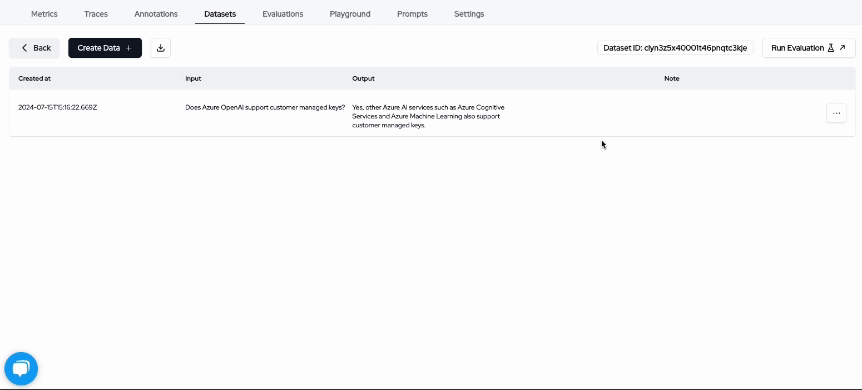 Metrics Traces Annotations Datasets Evaluations Playground Prompts Settings
Back Create Data + Dataset ID: clyn3z5x40001t46pnqtc3kje Run Evaluation
Created at Input Output Note
2024-07-15T15:16:22.669Z Does Azure OpenAI support customer managed keys? Yes, other Azure AI services such as Azure Cognitive
Services and Azure Machine Learning also support
customer managed keys.